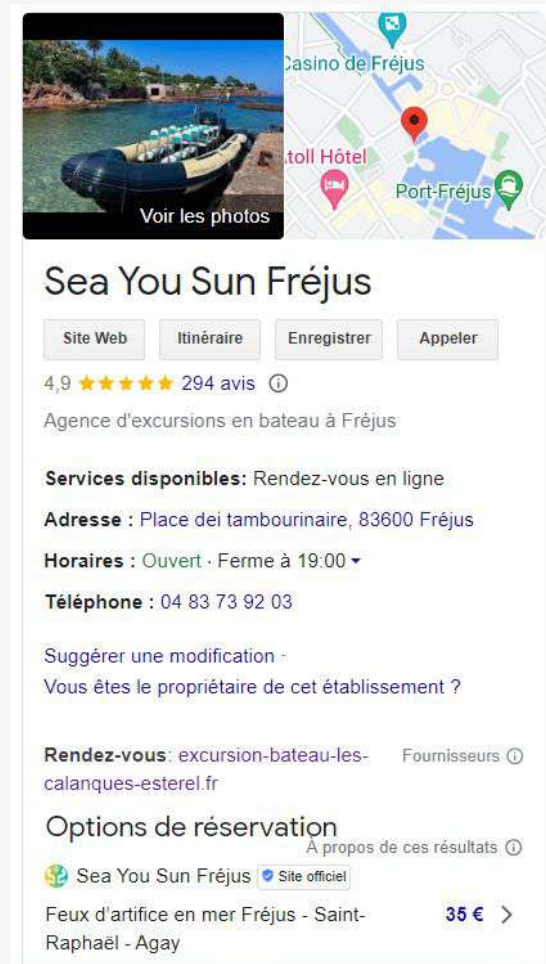 Voir les photos
Casino de Fréjus
toll Hôtel
Port-Fréjus
Sea You Sun Fréjus
Site Web Itinéraire Enregistrer Appeler
4,9 294 avis
Agence d'excursions en bateau à Fréjus
Services disponibles: Rendez-vous en ligne
Adresse : Place dei tambourinaire, 83600 Fréjus
Horaires : Ouvert · Ferme à 19:00
Téléphone : 04 83 73 92 03
Suggérer une modification ·
Vous êtes le propriétaire de cet établissement ?
Rendez-vous: excursion-bateau-les- Fournisseurs
calanques-esterel.fr
Options de réservation
À propos de ces résultats
Sea You Sun Fréjus Site officiel
Feux d'artifice en mer Fréjus - Saint- 35 €
Raphaël - Agay